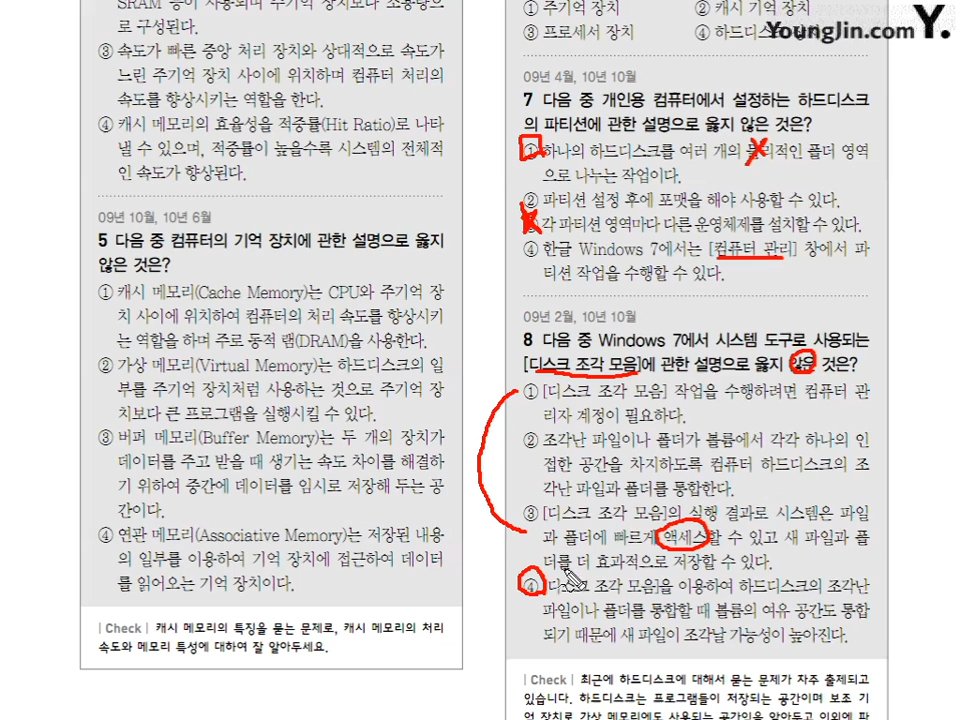 SRAM 등이 사용되며 주기억 장치보다 소용량으
로 구성된다.
③ 속도가 빠른 중앙 처리 장치와 상대적으로 속도가
느린 주기억 장치 사이에 위치하며 컴퓨터 처리의
속도를 향상시키는 역할을 한다.
④ 캐시 메모리의 효율성을 적중률(Hit Ratio)로 나타
낼 수 있으며, 적중률이 높을수록 시스템의 전체적
인 속도가 향상된다.
09년 10월, 10년 6월
5 다음 중 컴퓨터의 기억 장치에 관한 설명으로 옳지
않은 것은?
① 캐시 메모리(Cache Memory)는 CPU와 주기억 장
치 사이에 위치하여 컴퓨터의 처리 속도를 향상시키
는 역할을 하며 주로 동적 램(DRAM)을 사용한다.
② 가상 메모리(Virtual Memory)는 하드디스크의 일
부를 주기억 장치처럼 사용하는 것으로 주기억 장
치보다 큰 프로그램을 실행시킬 수 있다.
③ 버퍼 메모리(Buffer Memory)는 두 개의 장치가
데이터를 주고 받을 때 생기는 속도 차이를 해결하
기 위하여 중간에 데이터를 임시로 저장해 두는 공
간이다.
④ 연관 메모리(Associative Memory)는 저장된 내용
의 일부를 이용하여 기억 장치에 접근하여 데이터
를 읽어오는 기억 장치이다.
| Check | 캐시 메모리의 특징을 묻는 문제로, 캐시 메모리의 처리
속도와 메모리 특성에 대하여 잘 알아두세요.
① 주기억 장치 ② 캐시 기억 장치
③ 프로세서 장치 ④ 하드디스크 장치
YoungJin.com Y.
09년 4월, 10년 10월
7 다음 중 개인용 컴퓨터에서 설정하는 하드디스크
의 파티션에 관한 설명으로 옳지 않은 것은?
① 하나의 하드디스크를 여러 개의 물리적인 폴더 영역
으로 나누는 작업이다.
② 파티션 설정 후에 포맷을 해야 사용할 수 있다.
③ 각 파티션 영역마다 다른 운영체제를 설치할 수 있다.
④ 한글 Windows 7에서는 [컴퓨터 관리] 창에서 파
티션 작업을 수행할 수 있다.
09년 2월, 10년 10월
8 다음 중 Windows 7에서 시스템 도구로 사용되는
[디스크 조각 모음]에 관한 설명으로 옳지 않은 것은?
① [디스크 조각 모음] 작업을 수행하려면 컴퓨터 관
리자 계정이 필요하다.
② 조각난 파일이나 폴더가 볼륨에서 각각 하나의 인
접한 공간을 차지하도록 컴퓨터 하드디스크의 조
각난 파일과 폴더를 통합한다.
③ [디스크 조각 모음]의 실행 결과로 시스템은 파일
과 폴더에 빠르게 액세스할 수 있고 새 파일과 폴
더를 더 효과적으로 저장할 수 있다.
④ [디스크 조각 모음]을 이용하여 하드디스크의 조각난
파일이나 폴더를 통합할 때 볼륨의 여유 공간도 통합
되기 때문에 새 파일이 조각날 가능성이 높아진다.
| Check | 최근에 하드디스크에 대해서 묻는 문제가 자주 출제되고
있습니다. 하드디스크는 프로그램들이 저장되는 공간이며 보조 기
억 장치로 가상 메모리에도 사용되는 공간임을 알아두고 이외에 파